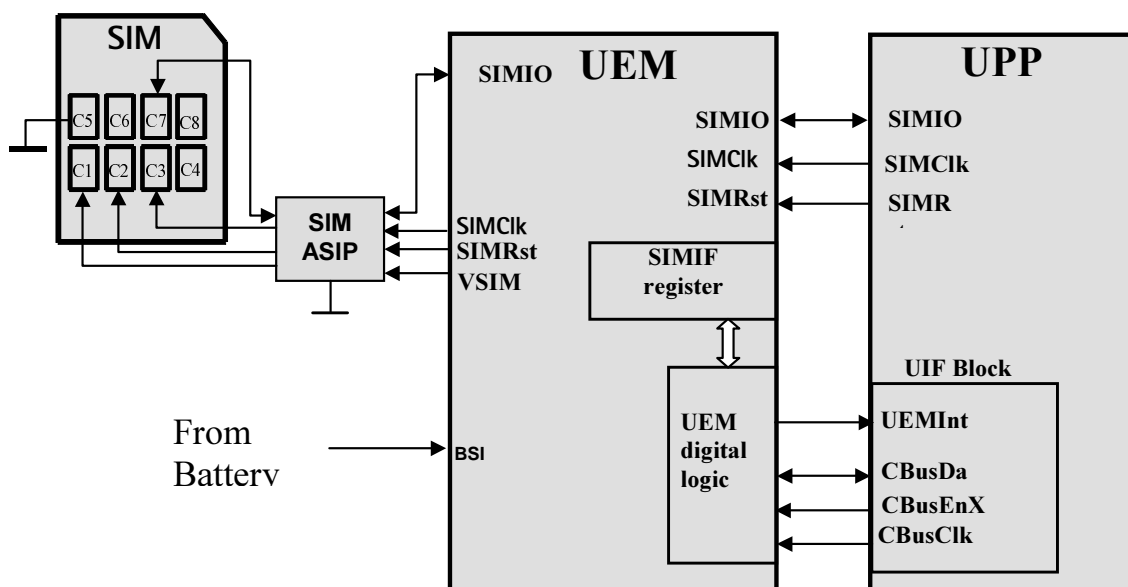 SIM
C5 C6 C7 C8
C1 C2 C3 C4
SIM
ASIP
From
Battery
UEM
SIMIO
SIMClk
SIMRst
VSIM
BSI
SIMIO
SIMClk
SIMRst
SIMIF
register
UEM
digital
logic
UPP
SIMIO
SIMClk
SIMR
UIF Block
UEMInt
CBusDa
CBusEnX
CBusClk